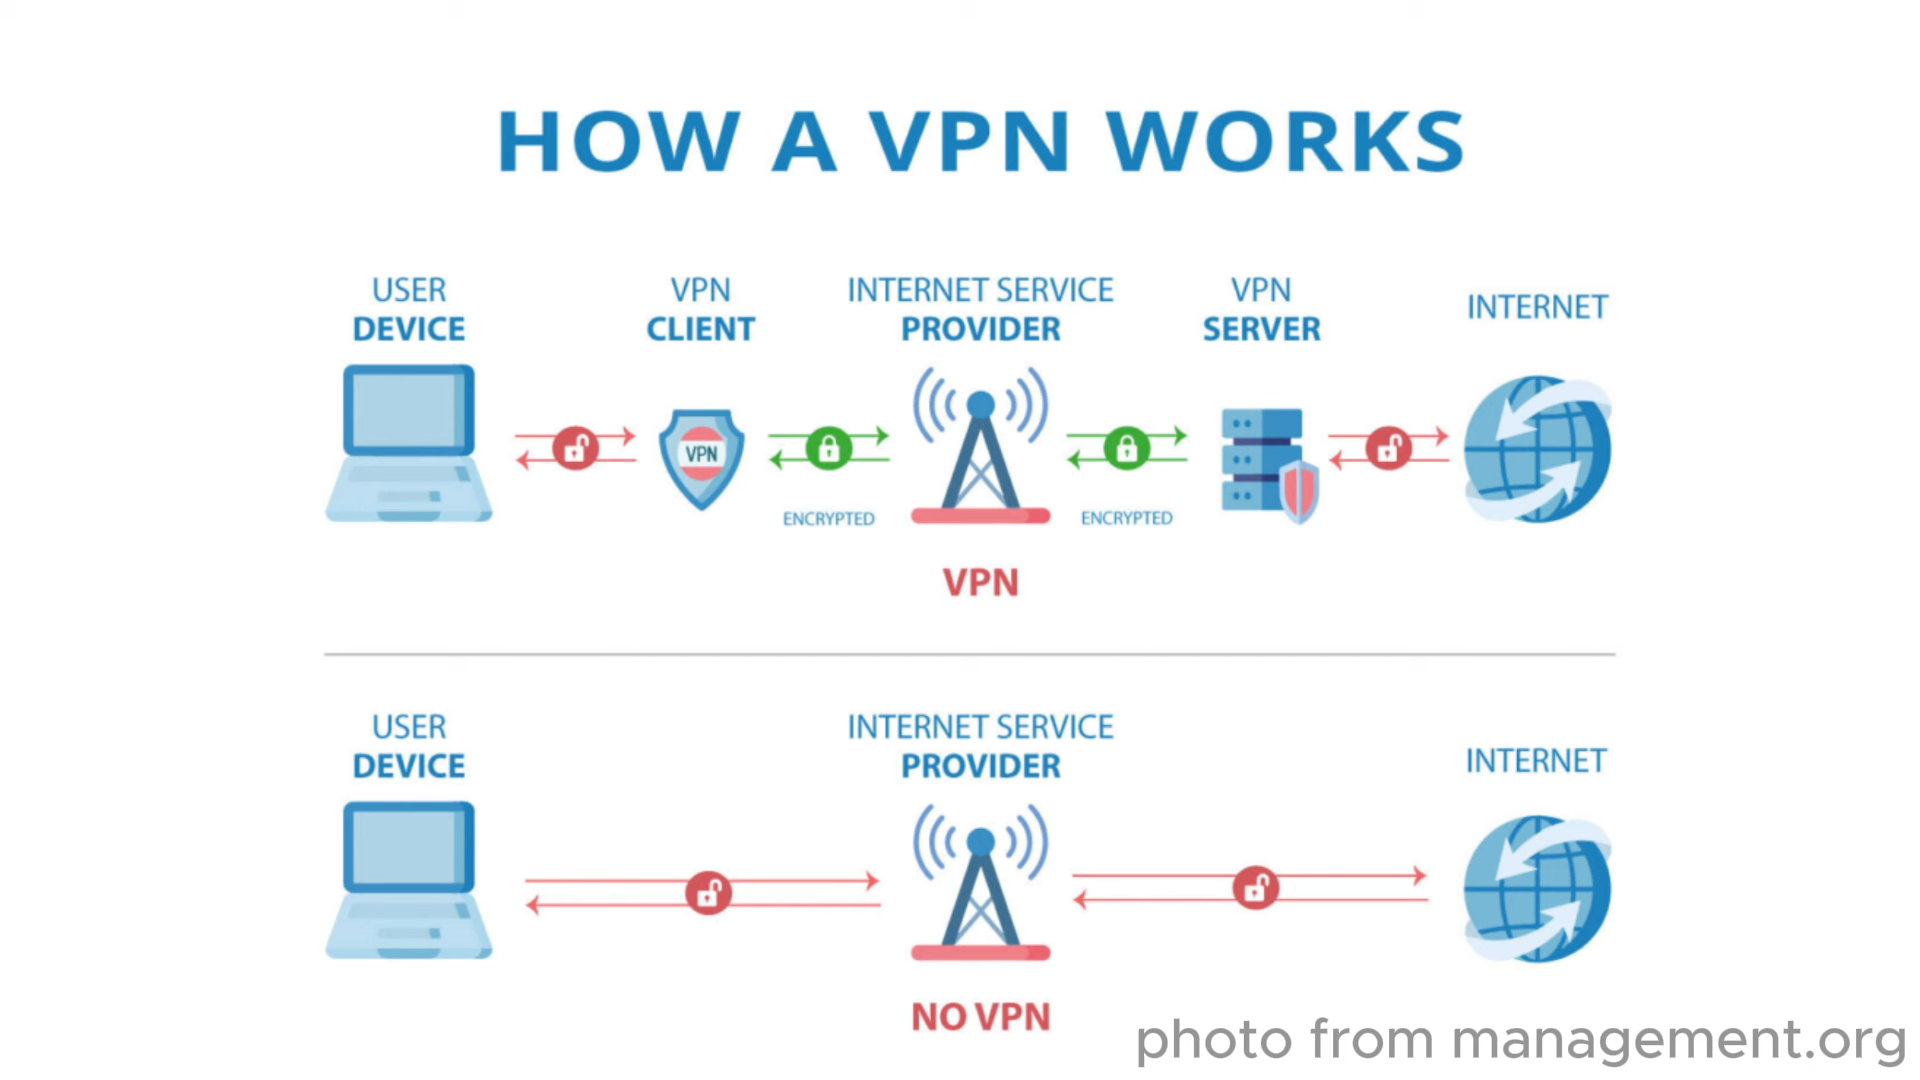 HOW A VPN WORKS
USER
DEVICE
VPN
CLIENT
INTERNET SERVICE
PROVIDER
VPN
SERVER
INTERNET
VPN
ENCRYPTED
ENCRYPTED
VPN
USER
DEVICE
INTERNET SERVICE
PROVIDER
INTERNET
NO VPN
photo from management.org